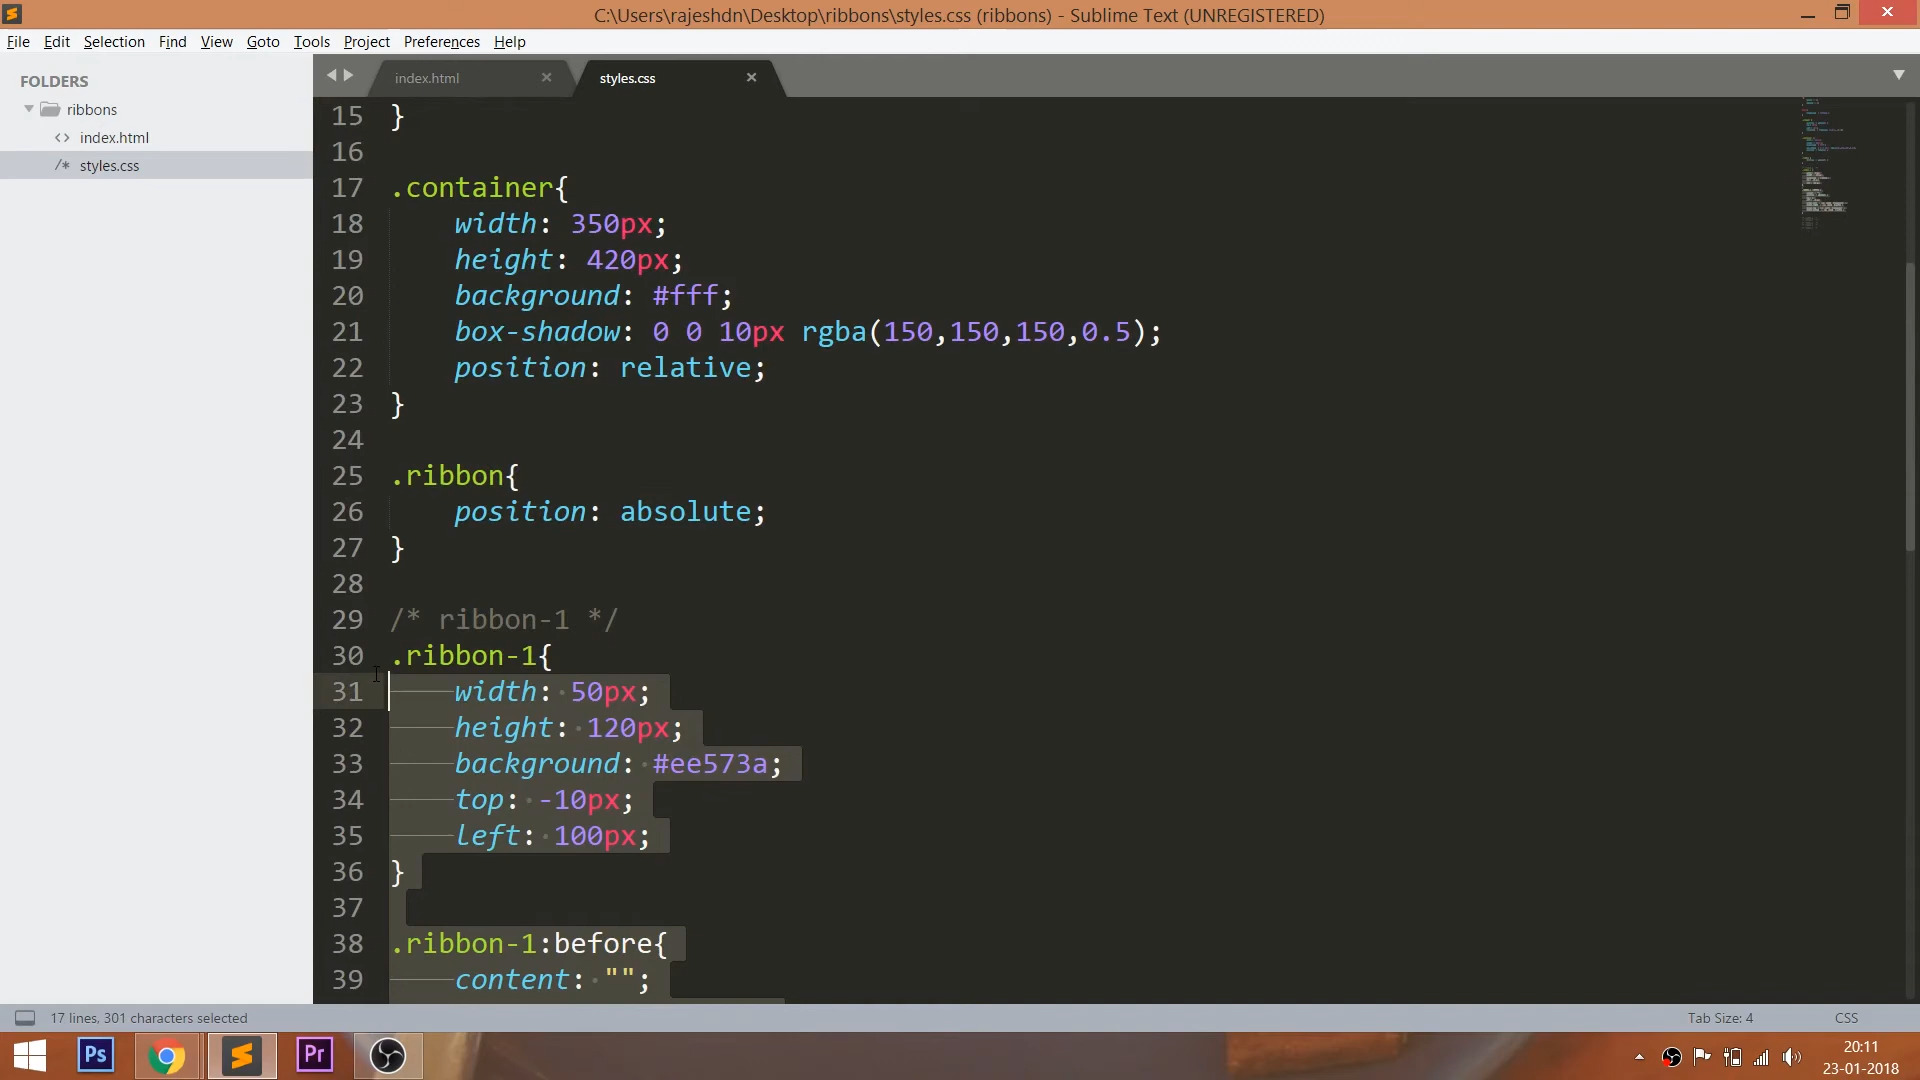 C:\Users\rajeshdn\Desktop\ribbons\styles.css (ribbons) - Sublime Text (UNREGISTERED)
File Edit Selection Find View Goto Tools Project Preferences Help
FOLDERS
ribbons
<> index.html
/* styles.css
index.html styles.css
15 }
16
17 .container{
18 width: 350px;
19 height: 420px;
20 background: #fff;
21 box-shadow: 0 0 10px rgba(150,150,150,0.5);
22 position: relative;
23 }
24
25 .ribbon{
26 position: absolute;
27 }
28
29 /* ribbon-1 */
30 .ribbon-1{
31 width: 50px;
32 height: 120px;
33 background: #ee573a;
34 top: -10px;
35 left: 100px;
36 }
37
38 .ribbon-1:before{
39 content: "";
17 lines, 301 characters selected
Tab Size: 4
CSS
Ps
Pr
20:11
23-01-2018